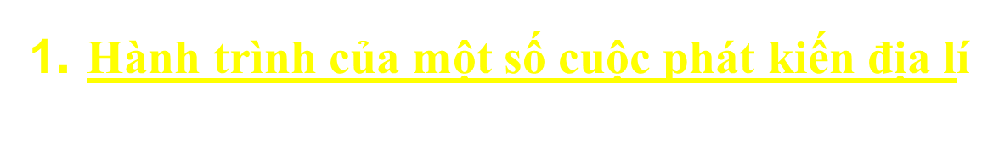 1. Hành trình của một số cuộc phát kiến địa lí